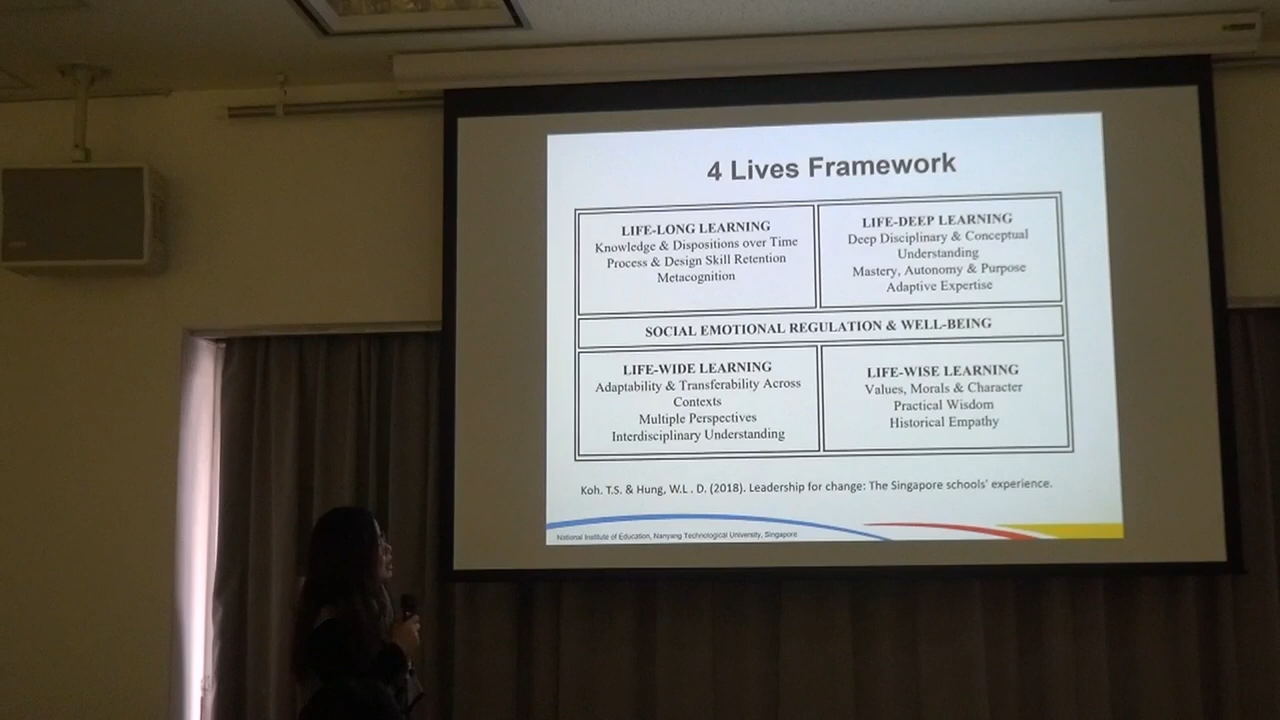 4 Lives Framework
LIFE-LONG LEARNING
Knowledge & Dispositions over Time
Process & Design Skill Retention
Metacognition
LIFE-DEEP LEARNING
Deep Disciplinary & Conceptual
Understanding
Mastery, Autonomy & Purpose
Adaptive Expertise
SOCIAL EMOTIONAL REGULATION & WELL-BEING
LIFE-WIDE LEARNING
Adaptability & Transferability Across
Contexts
Multiple Perspectives
Interdisciplinary Understanding
LIFE-WISE LEARNING
Values, Morals & Character
Practical Wisdom
Historical Empathy
Koh. T.S. & Hung, W.L . D. (2018). Leadership for change: The Singapore schools' experience.
National Institute of Education, Nanyang Technological University, Singapore